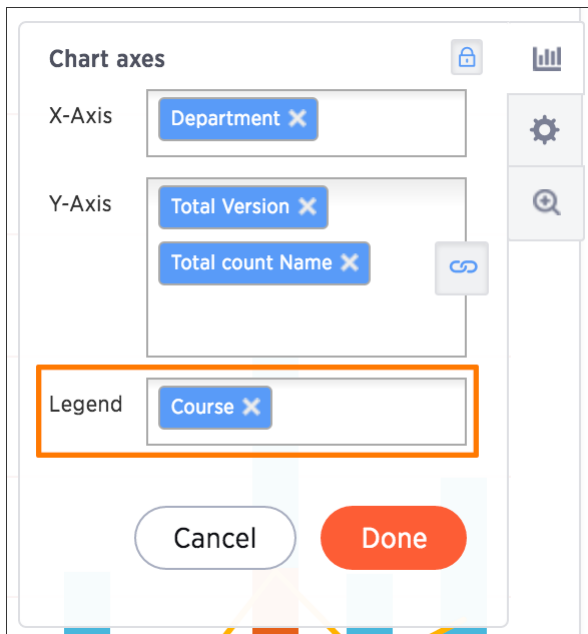 Chart axes
X-Axis
Department
Y-Axis
Total Version
Total count Name
Legend
Course
Cancel
Done